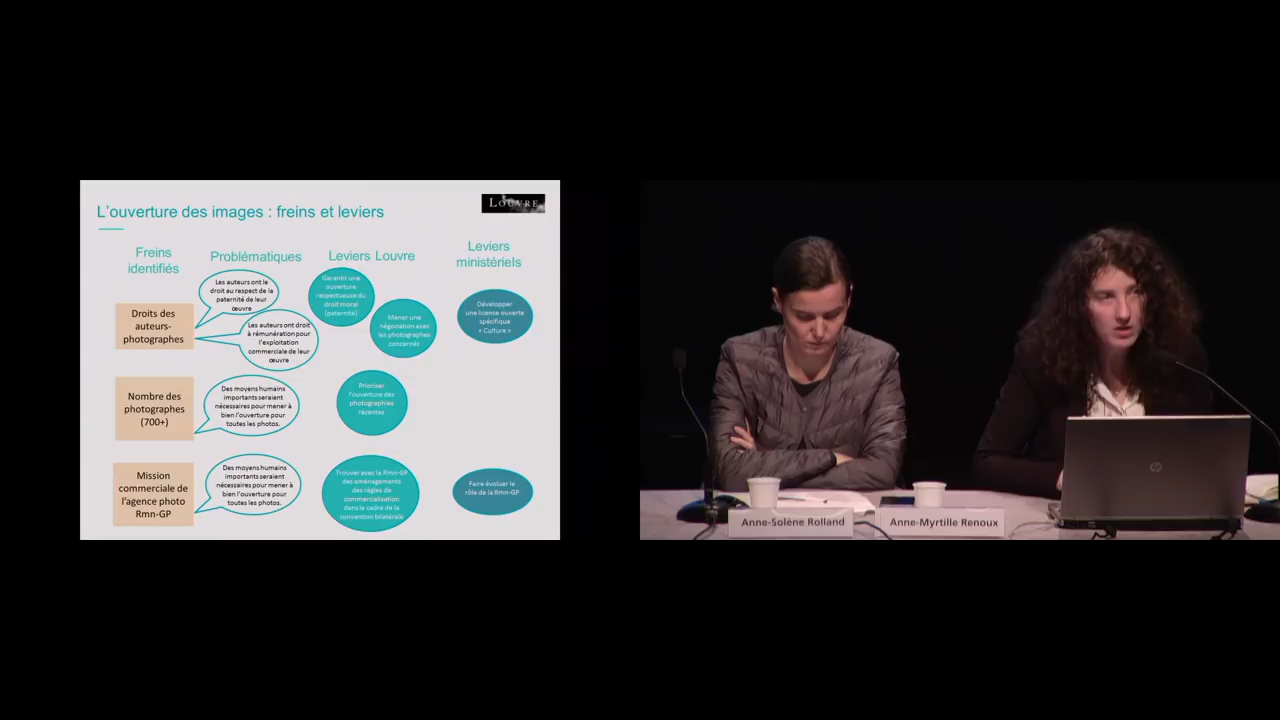 L'ouverture des images : freins et leviers
LOUVRE
Freins
identifiés
Problématiques
Leviers Louvre
Leviers
ministériels
Droits des
auteurs-
photographes
Les auteurs ont le
droit au respect de la
paternité de leur
œuvre
Les auteurs ont droit
à rémunération pour
l'exploitation
commerciale de leur
œuvre
Garantir une
ouverture
respectueuse du
droit moral
(paternité)
Mener une
négociation avec
les photographes
concernés
Développer
une licence ouverte
spécifique
« Culture »
Nombre des
photographes
(700+)
Des moyens humains
importants seraient
nécessaires pour mener à
bien l'ouverture pour
toutes les photos.
Prioriser
l'ouverture des
photographies
récentes
Mission
commerciale de
l'agence photo
Rmn-GP
Des moyens humains
importants seraient
nécessaires pour mener à
bien l'ouverture pour
toutes les photos.
Trouver avec la Rmn-GP
des aménagements
des règles de
commercialisation
dans le cadre de la
convention bilatérale
Faire évoluer le
rôle de la Rmn-GP
Anne-Solène Rolland
Anne-Myrtille Renoux
hp